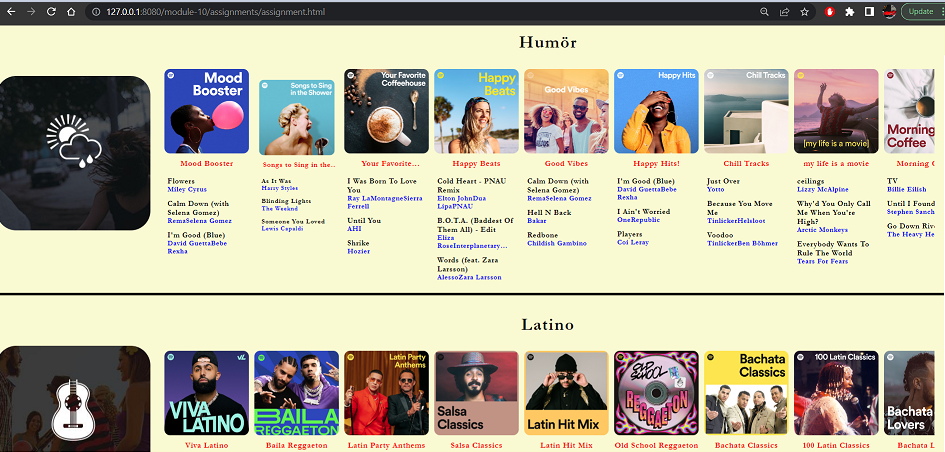 127.0.0.1:8080/module-10/assignments/assignment.html
Update
Humör
Mood
Booster
Mood Booster
Flowers
Miley Cyrus
Calm Down (with
Selena Gomez)
RemaSelena Gomez
I'm Good (Blue)
David GuettaBebe
Rexha
Songs to Sing
in the Shower
Songs to Sing in the...
As It Was
Harry Styles
Blinding Lights
The Weeknd
Someone You Loved
Lewis Capaldi
Your Favorite
Coffeehouse
Your Favorite...
I Was Born To Love
You
Ray LaMontagneSierra
Ferrell
Until You
AHI
Shrike
Hozier
Happy
Beats
Happy Beats
Cold Heart - PNAU
Remix
Elton JohnDua
LipaPNAU
B.O.T.A. (Baddest Of
Them All) - Edit
Eliza
RoseInterplanetary...
Words (feat. Zara
Larsson)
AlessoZara Larsson
Good Vibes
Good Vibes
Calm Down (with
Selena Gomez)
RemaSelena Gomez
Hell N Back
Bakar
Redbone
Childish Gambino
Happy Hits
Happy Hits!
I'm Good (Blue)
David GuettaBebe
Rexha
I Ain't Worried
OneRepublic
Players
Coi Leray
Chill Tracks
Chill Tracks
Just Over
Yotto
Because You Move
Me
TinlickerHelsloot
Voodoo
TinlickerBen Böhmer
[my life is a movie]
my life is a movie
ceilings
Lizzy McAlpine
Why'd You Only Call
Me When You're
High?
Arctic Monkeys
Everybody Wants To
Rule The World
Tears For Fears
Morning
Coffee
Morning C
TV
Billie Eilish
Until I Found
Stephen Sanch
Go Down Riv
The Heavy He
Latino
VIVA
LATINO
Viva Latino
BAILA
REGGAETON
Baila Reggaeton
Latin Party
Anthems
Latin Party Anthems
Salsa
Classics
Salsa Classics
Latin Hit Mix
Latin Hit Mix
OLD SCHOOL
REGGAETON
Old School Reggaeton
Bachata
Classics
Bachata Classics
100 Latin Classics
100 Latin Classics
Bachata
Lovers
Bachata Lo